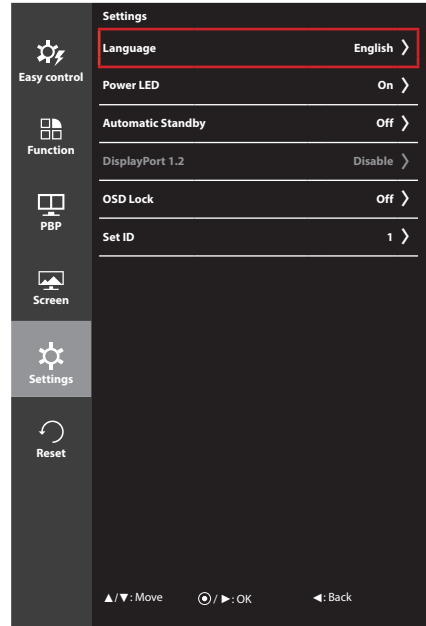 Settings
Easy control
Function
PBP
Screen
Settings
Reset
Language English
Power LED On
Automatic Standby Off
DisplayPort 1.2 Disable
OSD Lock Off
Set ID 1
▲/▼: Move ◉/ ►: OK ◄: Back